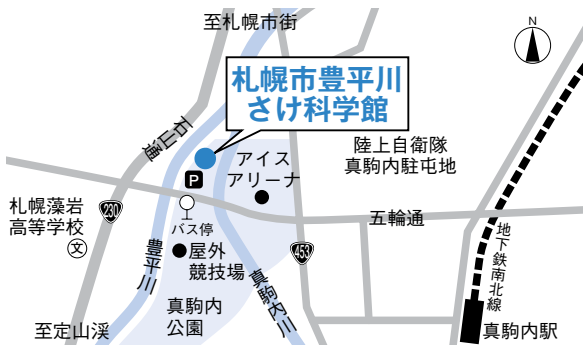 至札幌市街
N
札幌市豊平川
さけ科学館
石山通
陸上自衛隊
真駒内駐屯地
アイス
アリーナ
P
札幌藻岩
高等学校
文
230
バス停
五輪通
豊平川
屋外
競技場
453
真駒内川
地下鉄南北線
真駒内
公園
至定山渓
真駒内駅